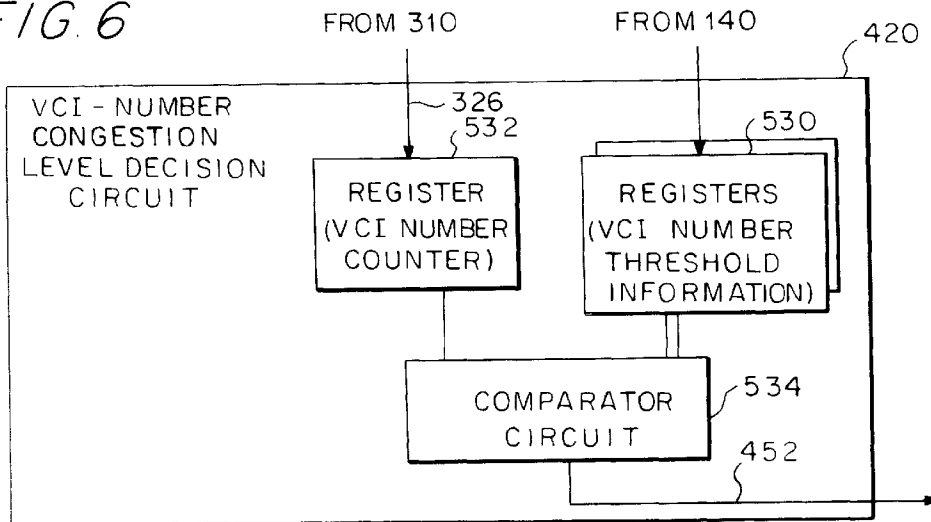 FIG. 6
FROM 310
FROM 140
420
VCI-NUMBER
CONGESTION
LEVEL DECISION
CIRCUIT
326
532
530
REGISTER
(VCI NUMBER
COUNTER)
REGISTERS
(VCI NUMBER
THRESHOLD
INFORMATION)
COMPARATOR
CIRCUIT
534
452